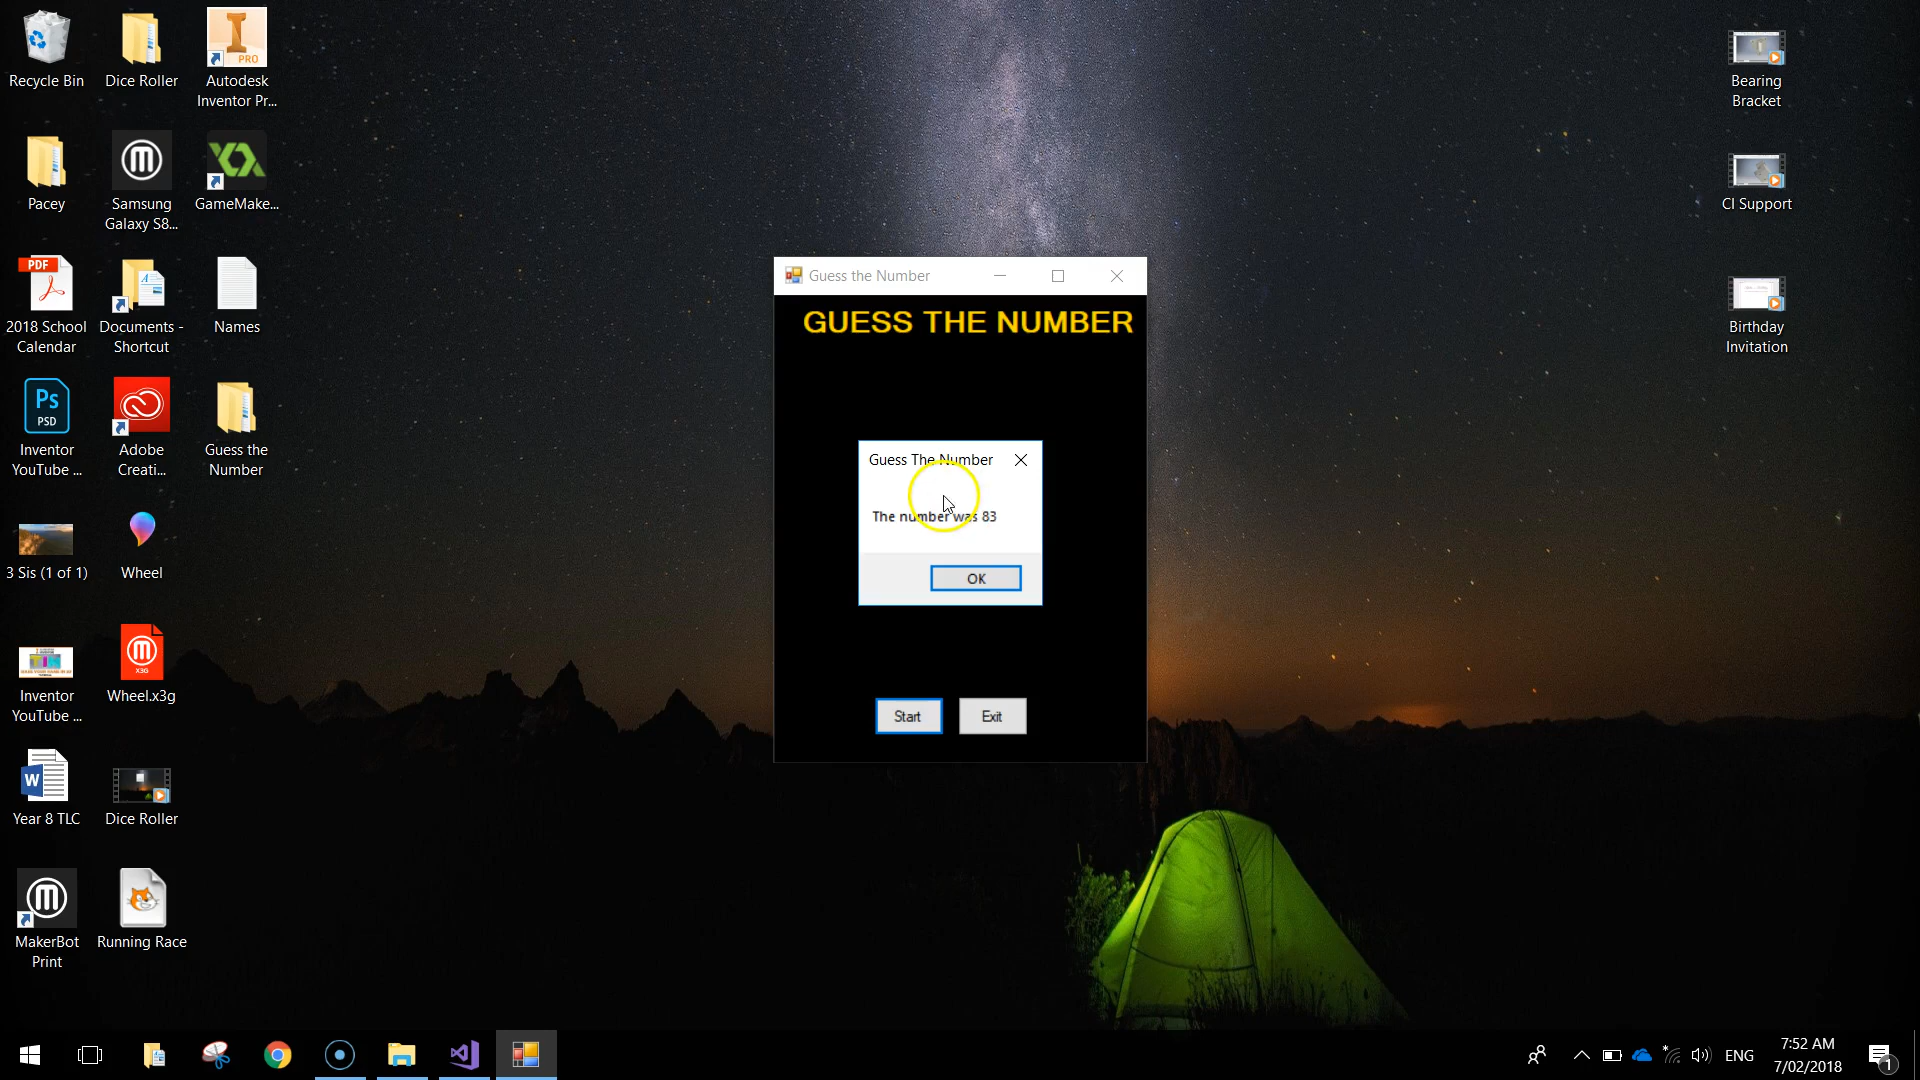 Recycle Bin
Dice Roller
PRO
Autodesk
Inventor Pr...
Pacey
Samsung
Galaxy S8...
GameMake...
PDF
2018 School
Calendar
Documents -
Shortcut
Names
Ps
PSD
Inventor
YouTube ...
Adobe
Creati...
Guess the
Number
3 Sis (1 of 1)
Wheel
Inventor
YouTube ...
X3G
Wheel.x3g
W
Year 8 TLC
Dice Roller
MakerBot
Print
Running Race
Bearing
Bracket
CI Support
Birthday
Invitation
Guess the Number
GUESS THE NUMBER
Guess The Number
The number was 83
OK
Start
Exit
ENG
7:52 AM
7/02/2018
1